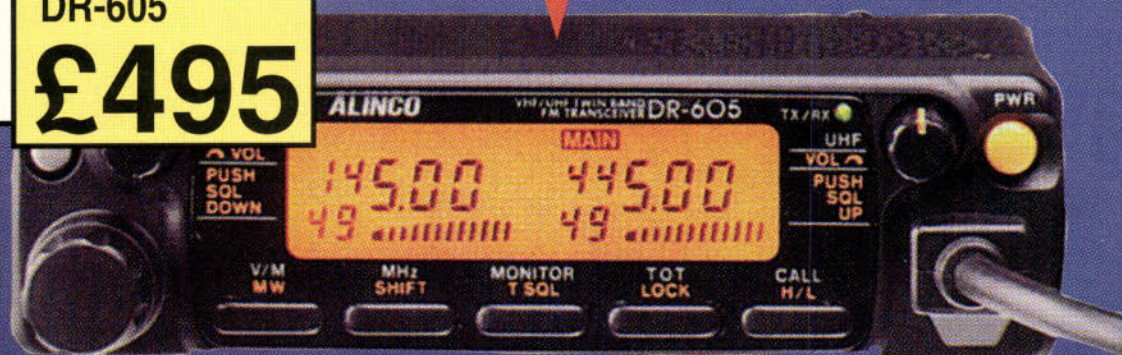 DR-605
£495
ALINCO
VHF/UHF TWIN BAND
FM TRANSCEIVER DR-605
TX/RX
PWR
VOL
PUSH
SQL
DOWN
MAIN
145.00 445.00
49 49
UHF
VOL
PUSH
SQL
UP
V/M
MW
MHz
SHIFT
MONITOR
T SQL
TOT
LOCK
CALL
H/L